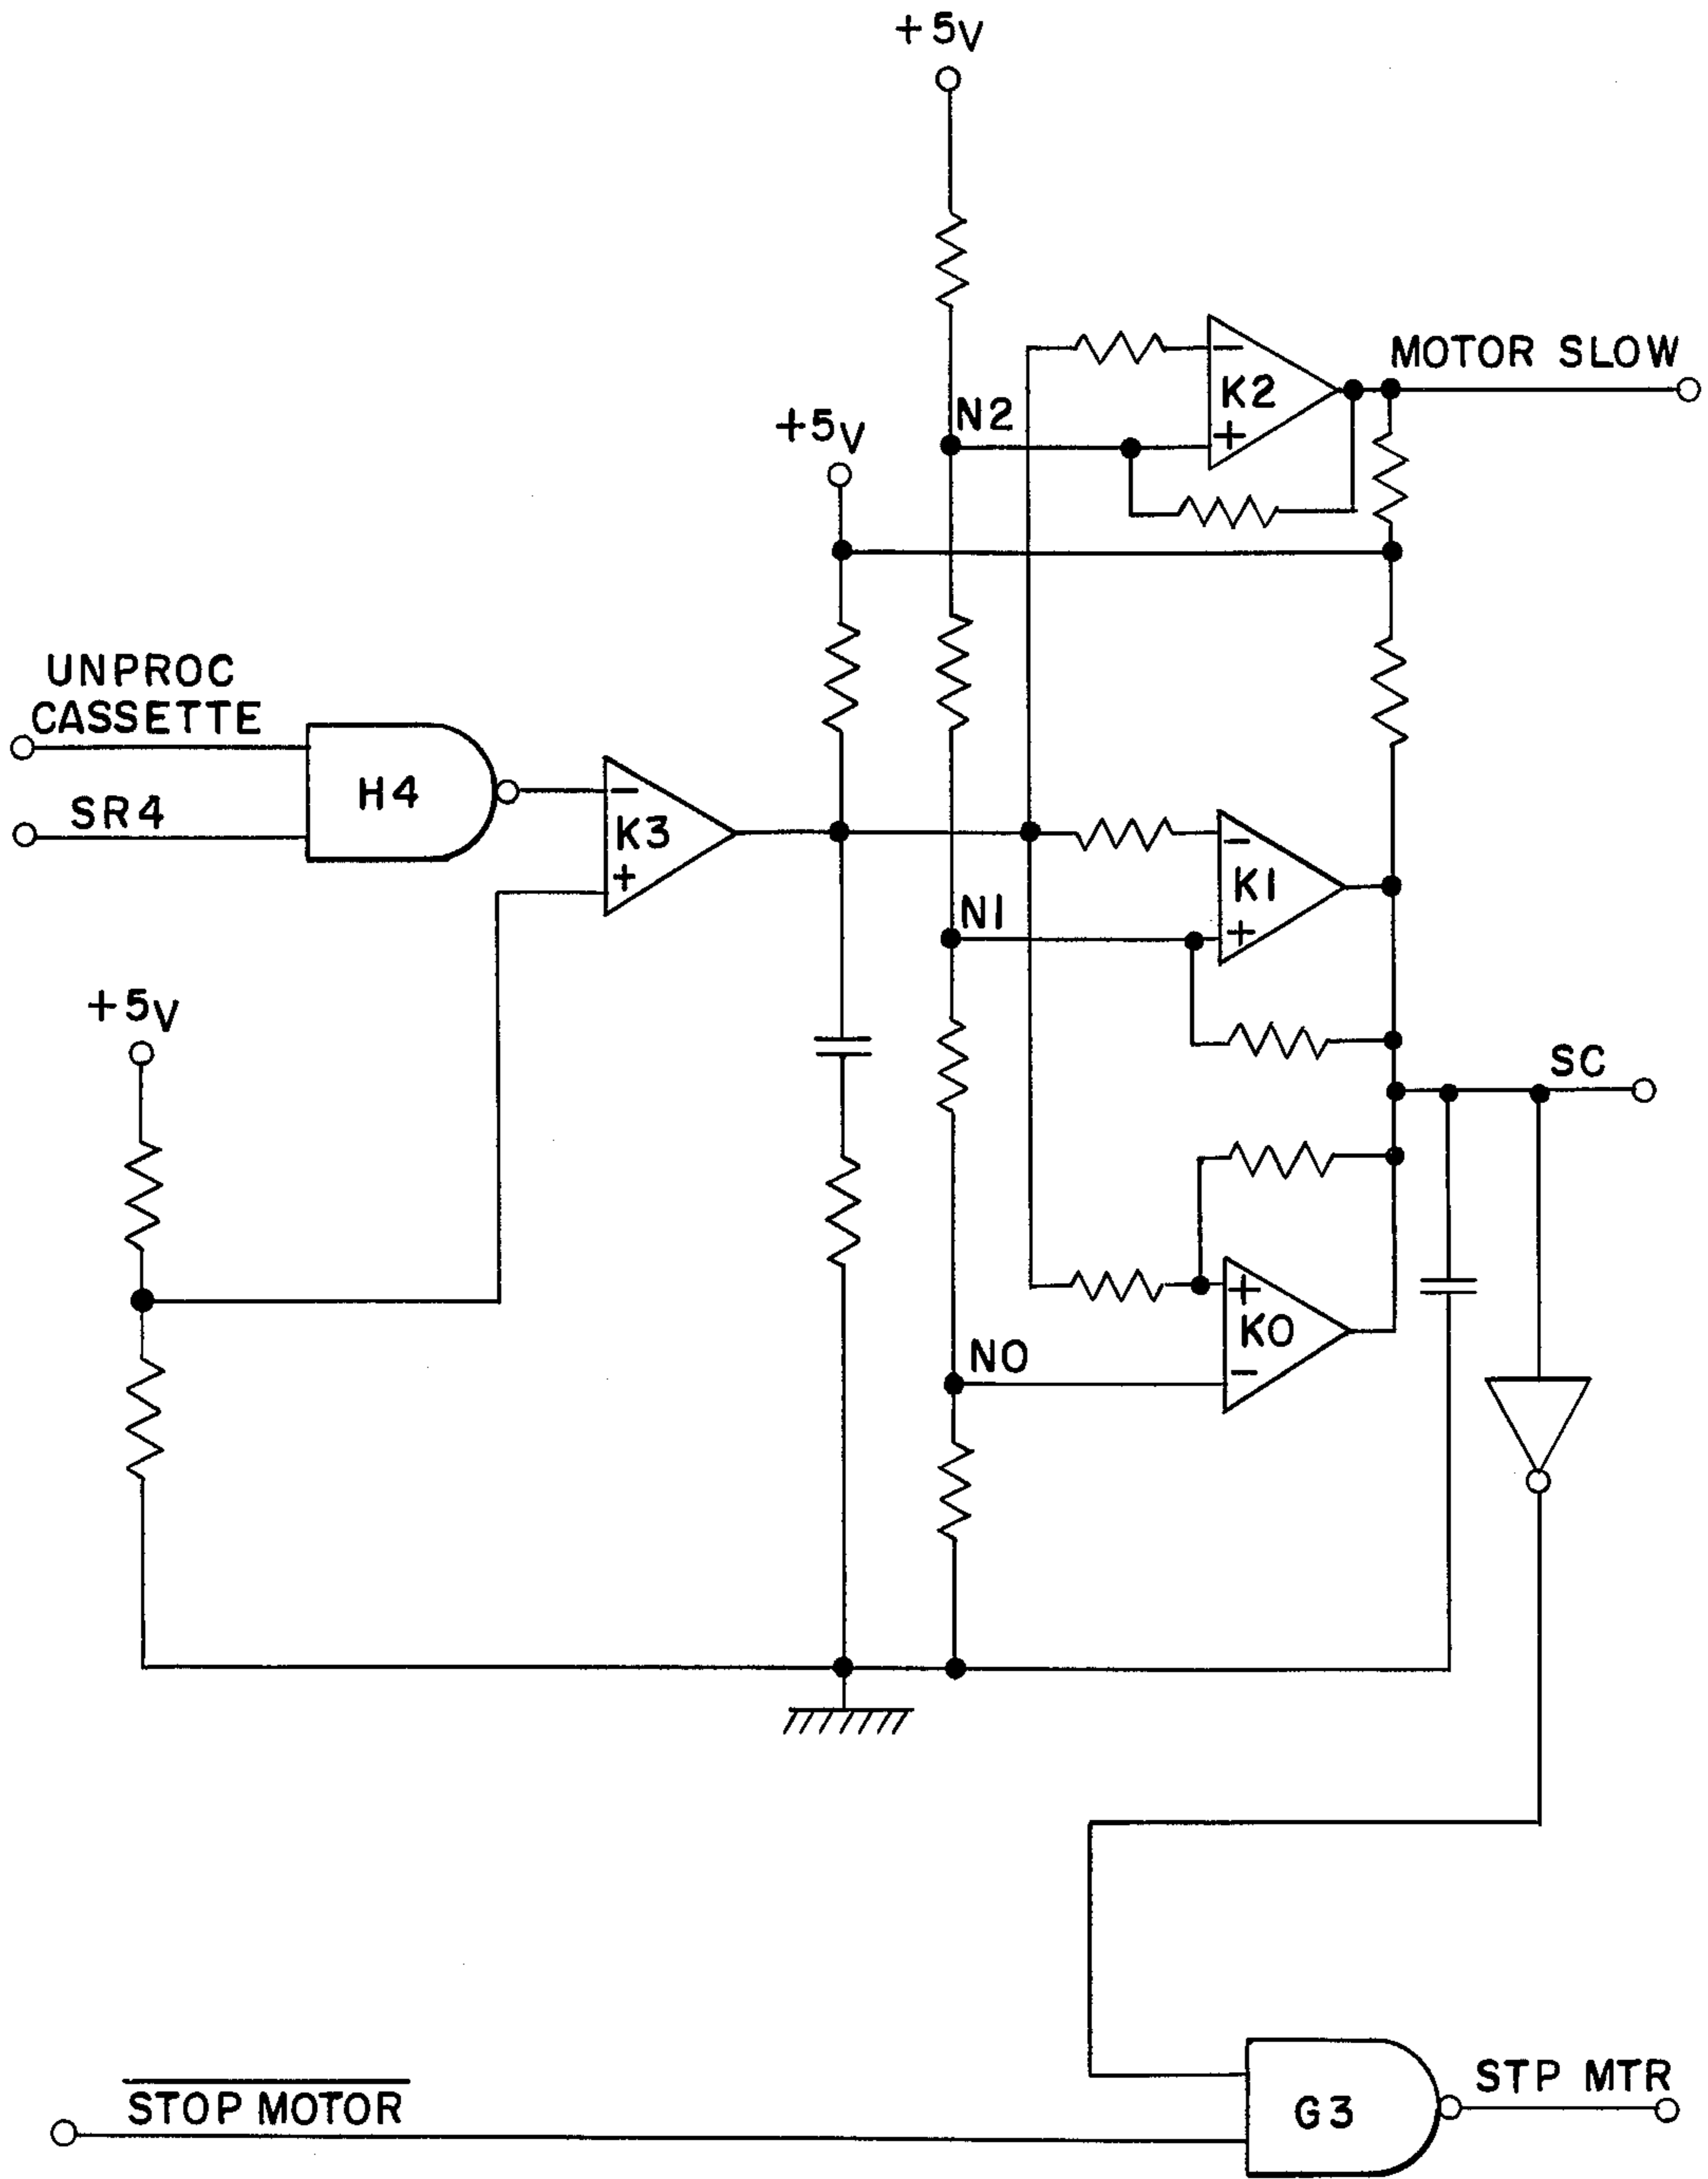 +5V
MOTOR SLOW
-
K2
+
N2
+5V
UNPROC
CASSETTE
H4
SR4
-
K3
+
-
K1
+
N1
+5V
SC
+
K0
-
N0
STOP MOTOR
G3
STP MTR